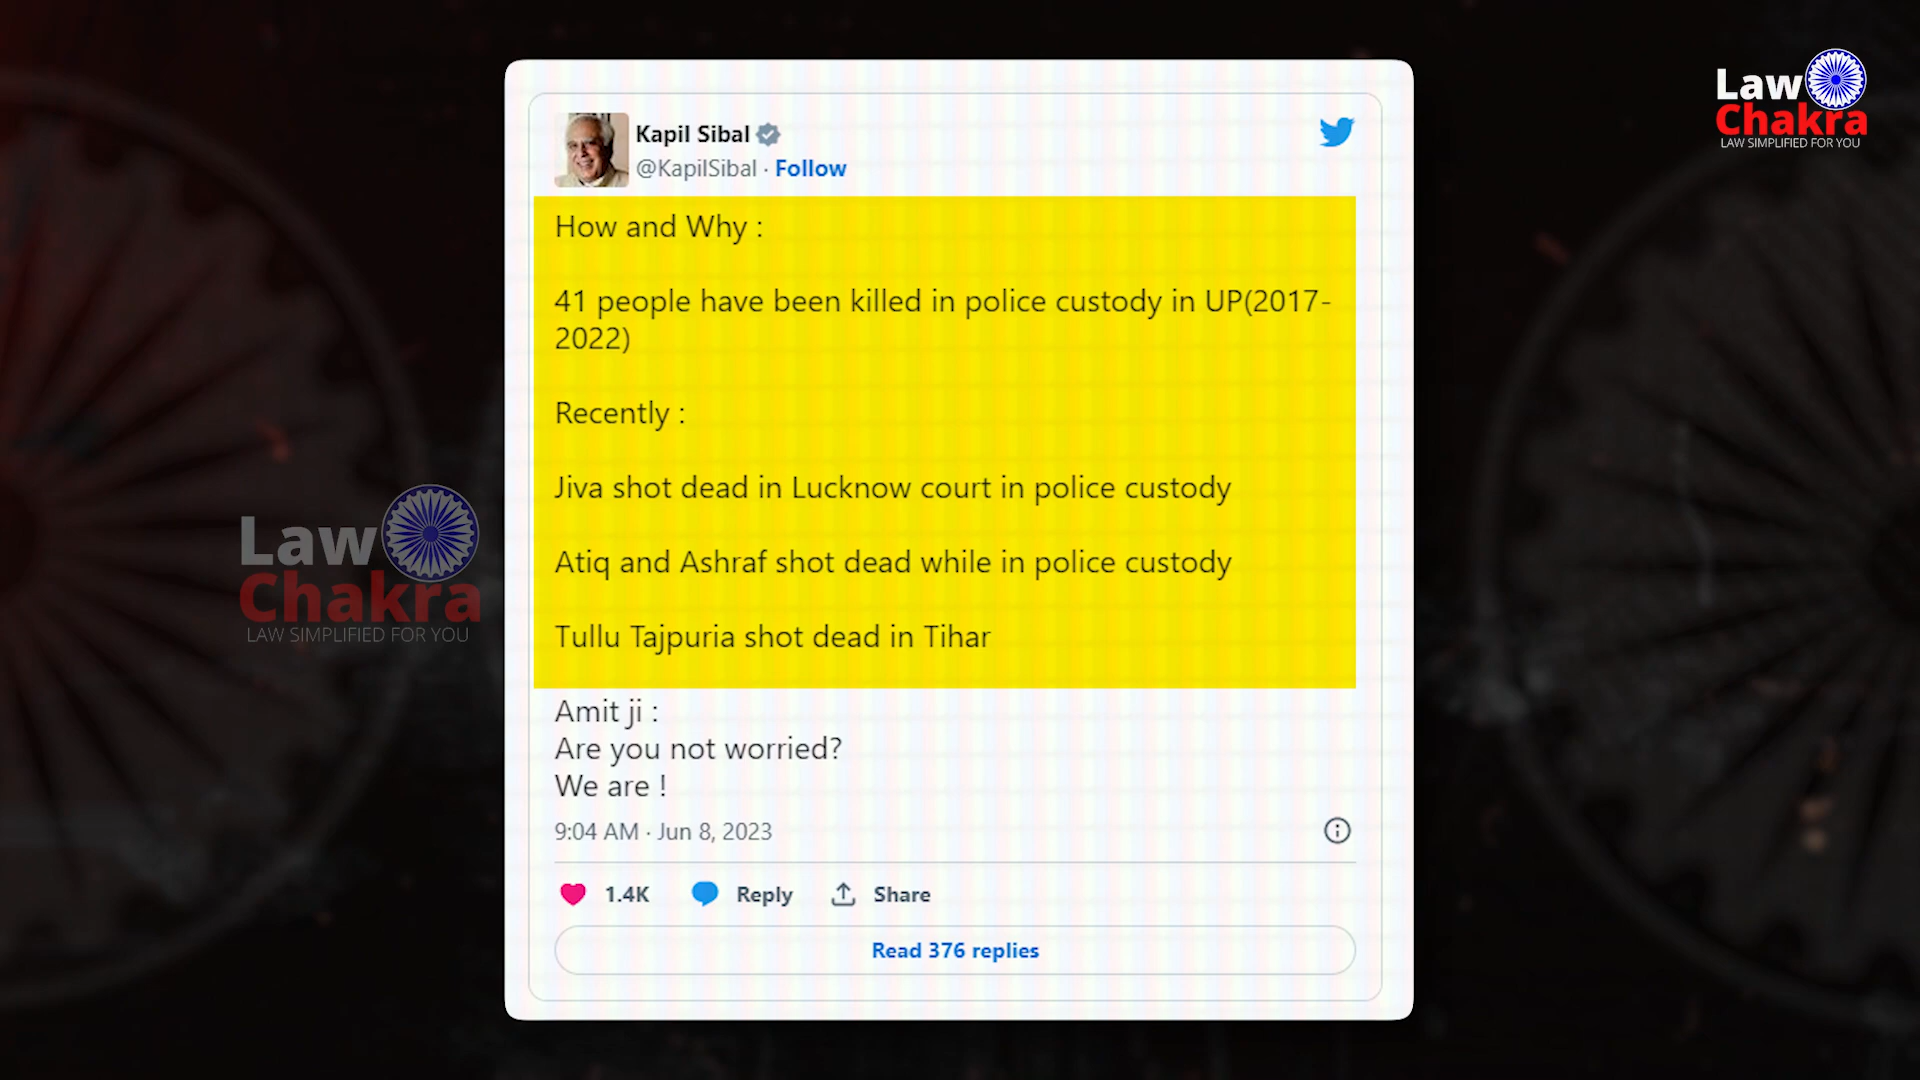 Law
Chakra
LAW SIMPLIFIED FOR YOU
Kapil Sibal
@KapilSibal · Follow
How and Why :
41 people have been killed in police custody in UP(2017-
2022)
Recently :
Jiva shot dead in Lucknow court in police custody
Atiq and Ashraf shot dead while in police custody
Tullu Tajpuria shot dead in Tihar
Amit ji :
Are you not worried?
We are !
9:04 AM · Jun 8, 2023
1.4K Reply Share
Read 376 replies
Law
Chakra
LAW SIMPLIFIED FOR YOU